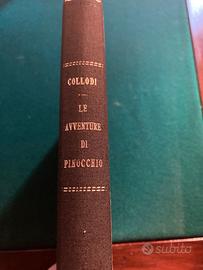 COLLODI
LE
AVVENTURE
DI
PINOCCHIO
subito